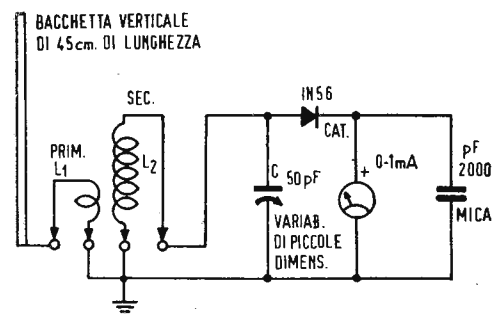 BACCHETTA VERTICALE
DI 45cm. DI LUNGHEZZA
SEC.
PRIM.
L1
L2
IN56
CAT.
C 50pF
VARIAB.
DI PICCOLE
DIMENS.
+ 0-1mA
pF
2000
MICA